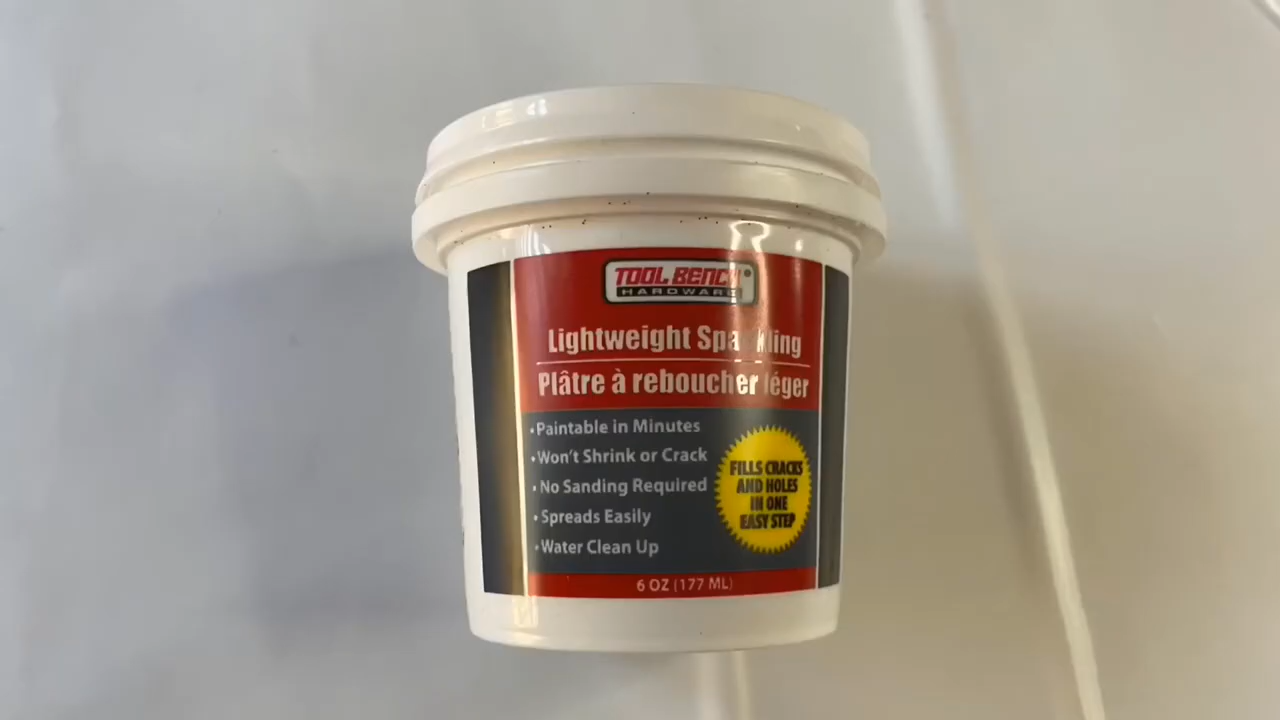 TOOL BENCH®
HARDWARE
Lightweight Spackling
Plâtre à reboucher léger
• Paintable in Minutes
• Won't Shrink or Crack
• No Sanding Required
• Spreads Easily
• Water Clean Up
FILLS CRACKS
AND HOLES
IN ONE
EASY STEP
6 OZ (177 ML)